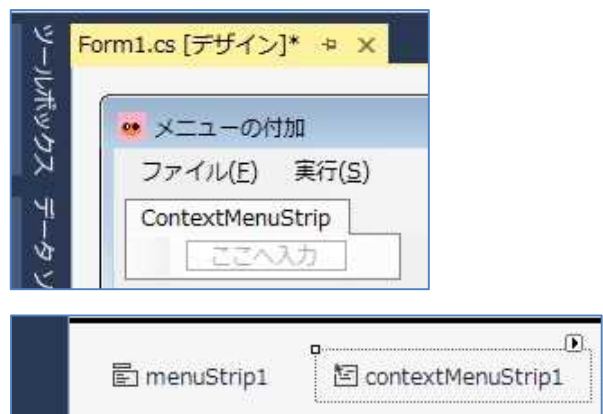 ツールボックス
データソ
Form1.cs [デザイン]*
メニューの付加
ファイル(F) 実行(S)
ContextMenuStrip
ここへ入力
menuStrip1 contextMenuStrip1